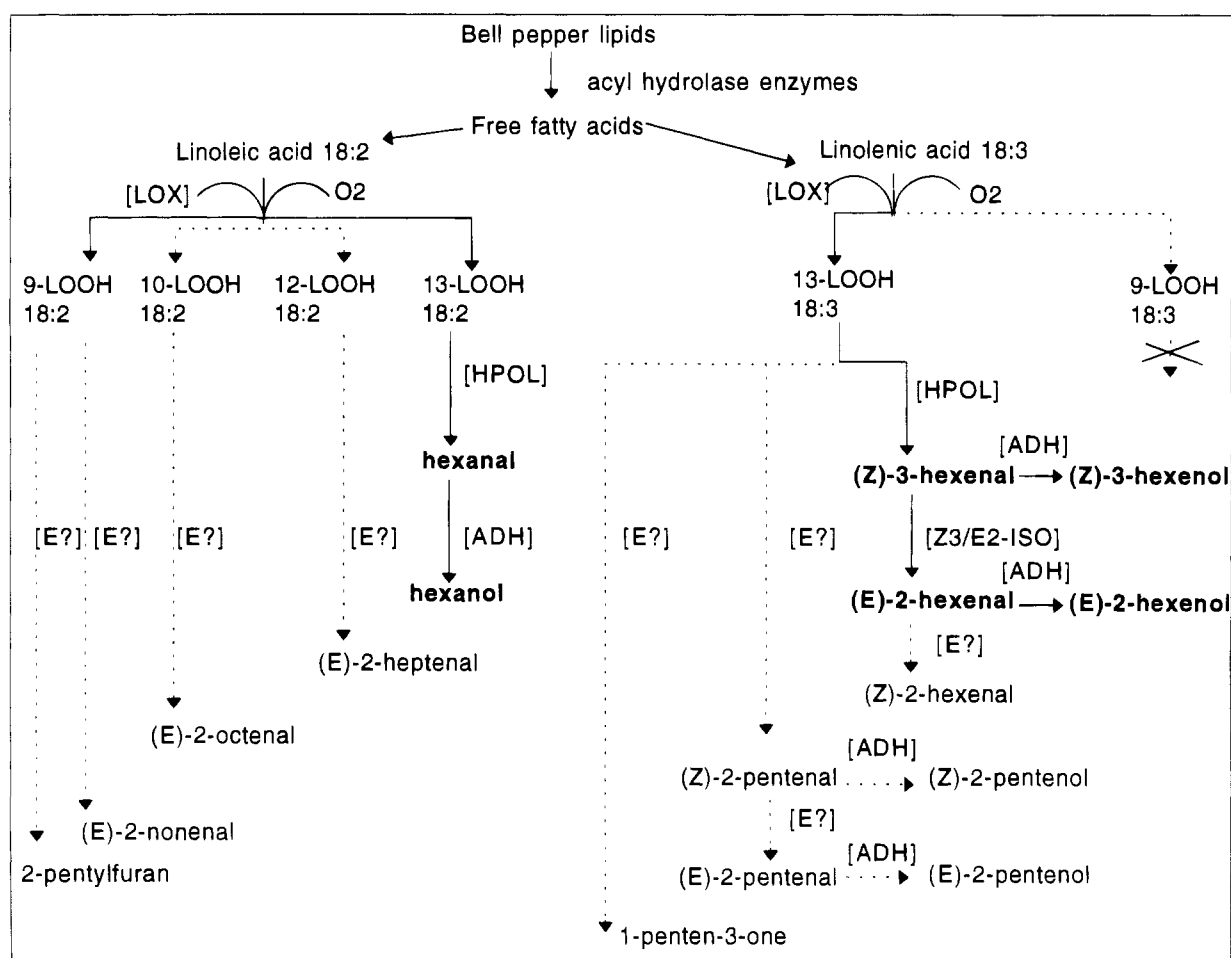 Bell pepper lipids
acyl hydrolase enzymes
Free fatty acids
Linoleic acid 18:2
Linolenic acid 18:3
[LOX]
O2
[LOX]
O2
9-LOOH
18:2
10-LOOH
18:2
12-LOOH
18:2
13-LOOH
18:2
13-LOOH
18:3
9-LOOH
18:3
[HPOL]
[HPOL]
hexanal
[ADH]
(Z)-3-hexenal
(Z)-3-hexenol
[E?]
[E?]
[E?]
[E?]
[ADH]
[E?]
[E?]
[Z3/E2-ISO]
[ADH]
hexanol
(E)-2-hexenal
(E)-2-hexenol
[E?]
(E)-2-heptenal
(Z)-2-hexenal
(E)-2-octenal
[ADH]
(Z)-2-pentenal
(Z)-2-pentenol
[E?]
(E)-2-nonenal
[ADH]
2-pentylfuran
(E)-2-pentenal
(E)-2-pentenol
1-penten-3-one